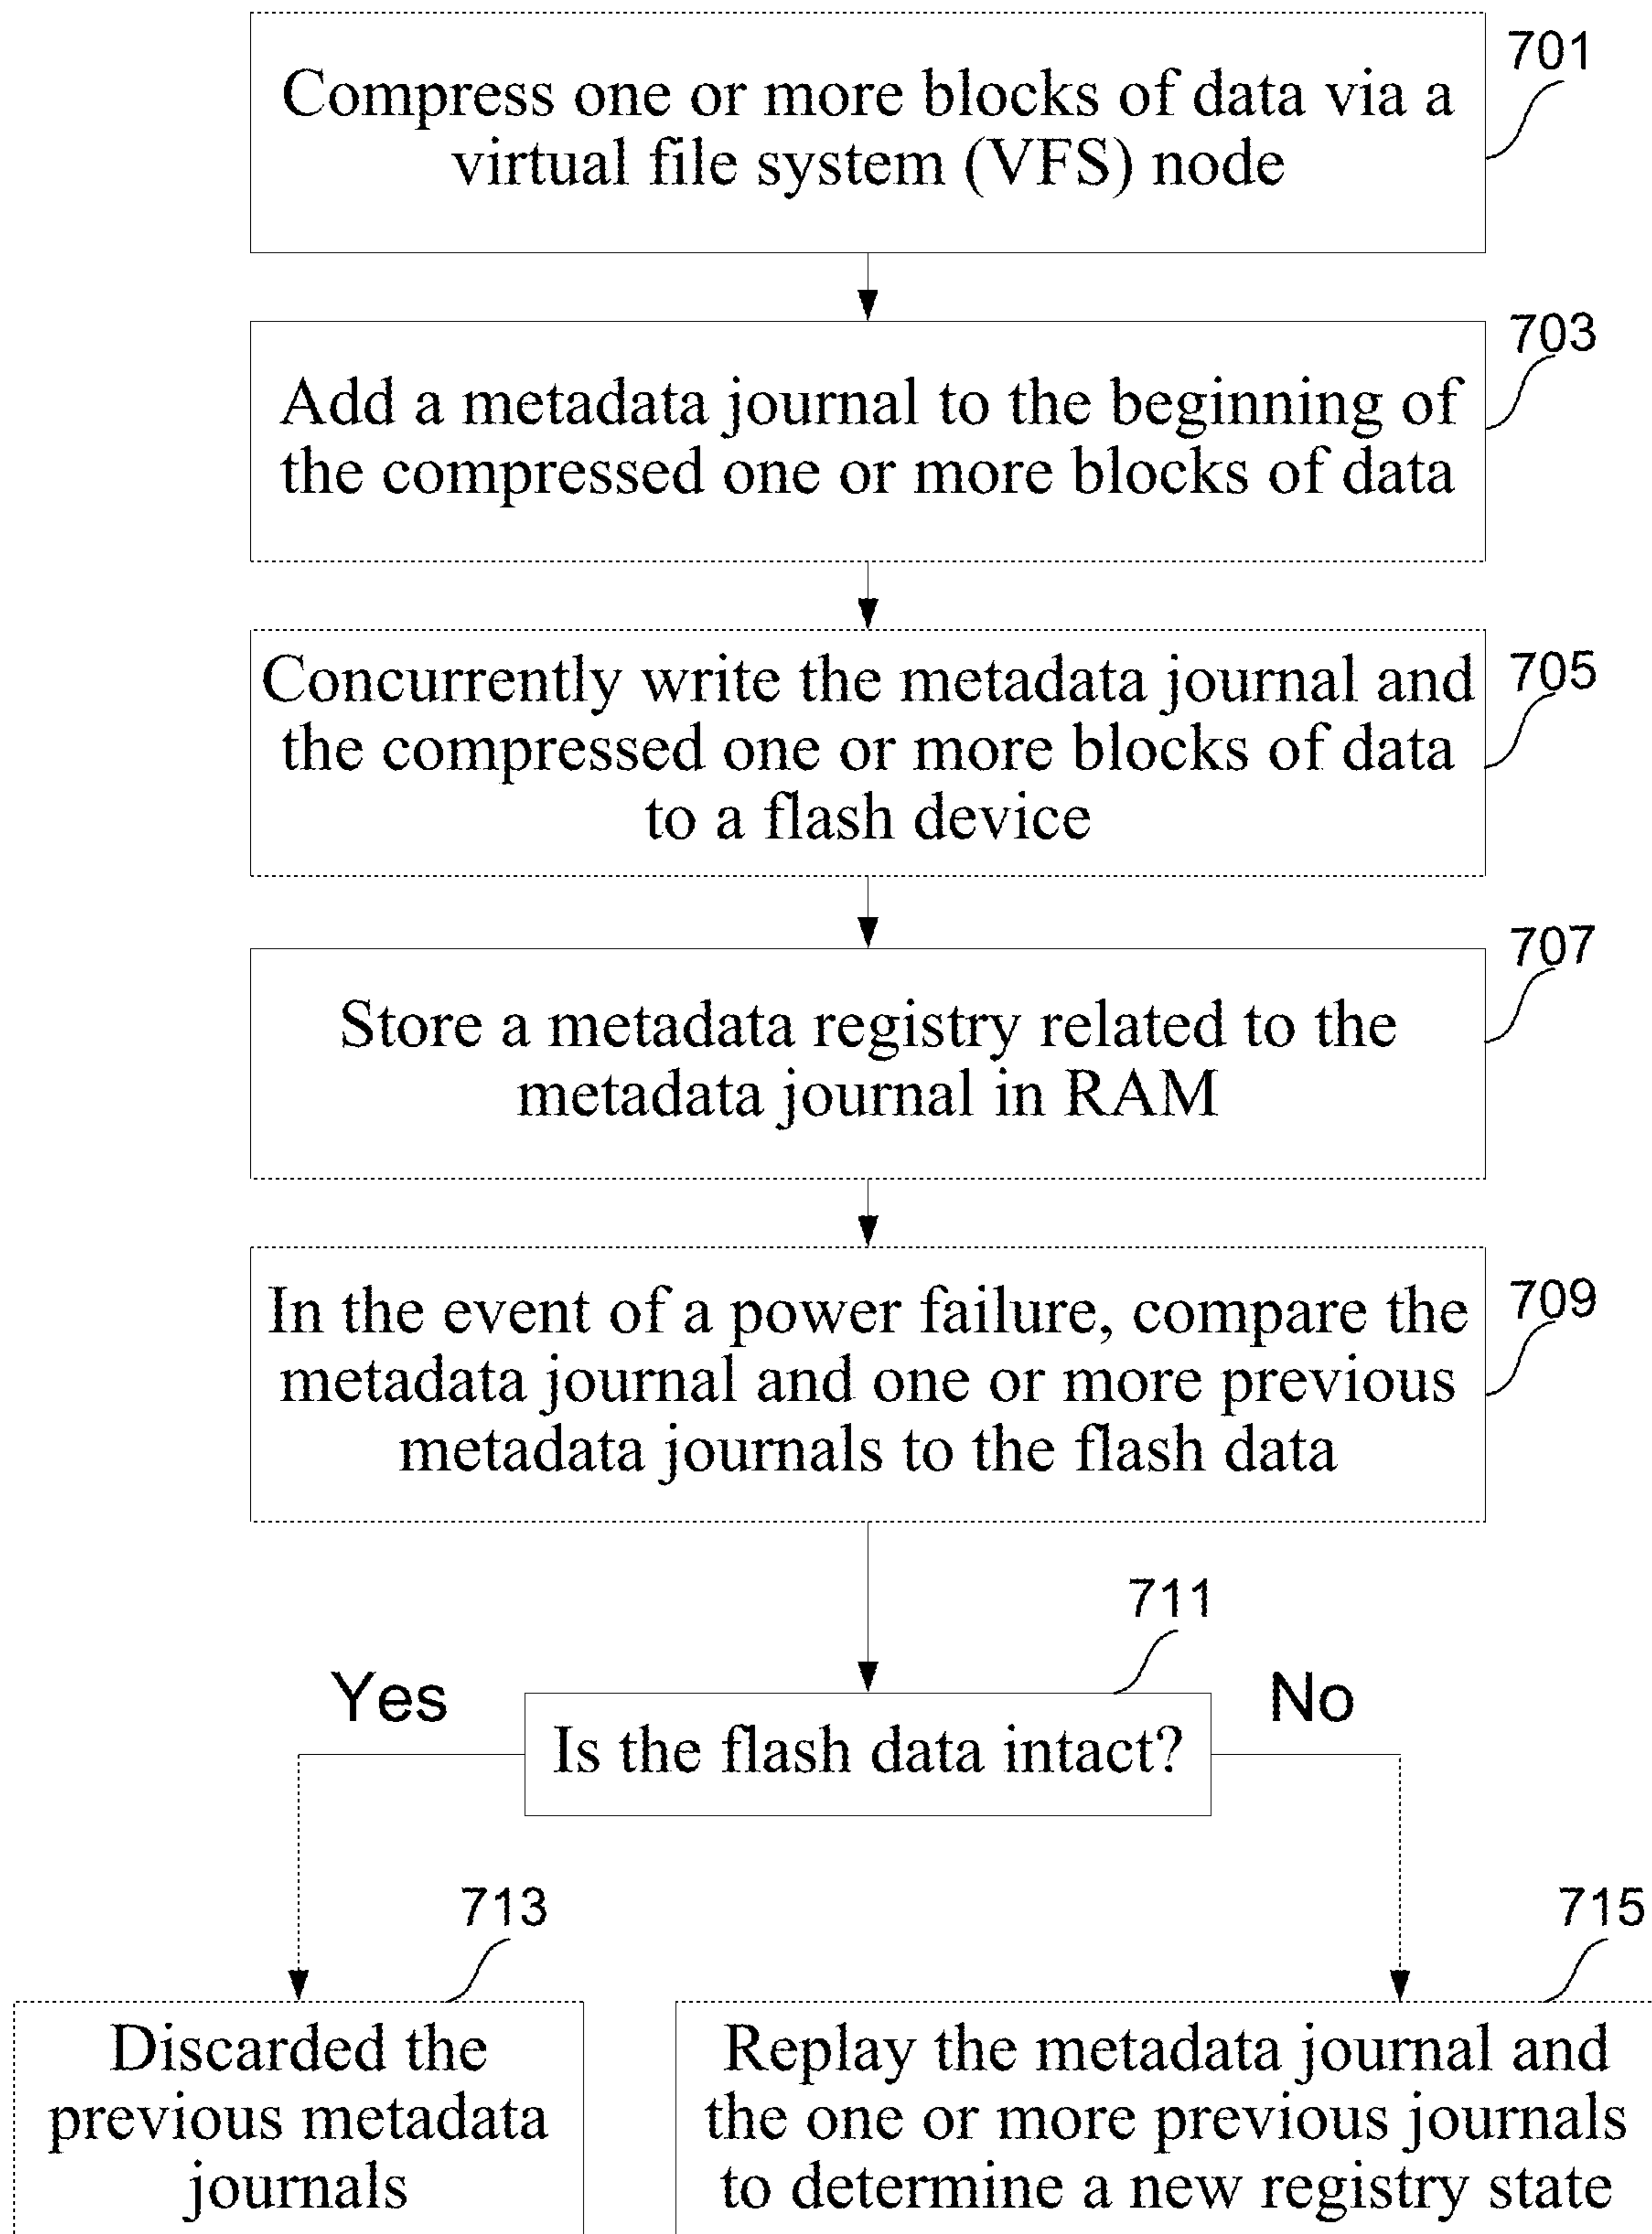 701
Compress one or more blocks of data via a
virtual file system (VFS) node
703
Add a metadata journal to the beginning of
the compressed one or more blocks of data
705
Concurrently write the metadata journal and
the compressed one or more blocks of data
to a flash device
707
Store a metadata registry related to the
metadata journal in RAM
709
In the event of a power failure, compare the
metadata journal and one or more previous
metadata journals to the flash data
711
Yes
No
Is the flash data intact?
713
715
Discarded the
previous metadata
journals
Replay the metadata journal and
the one or more previous journals
to determine a new registry state